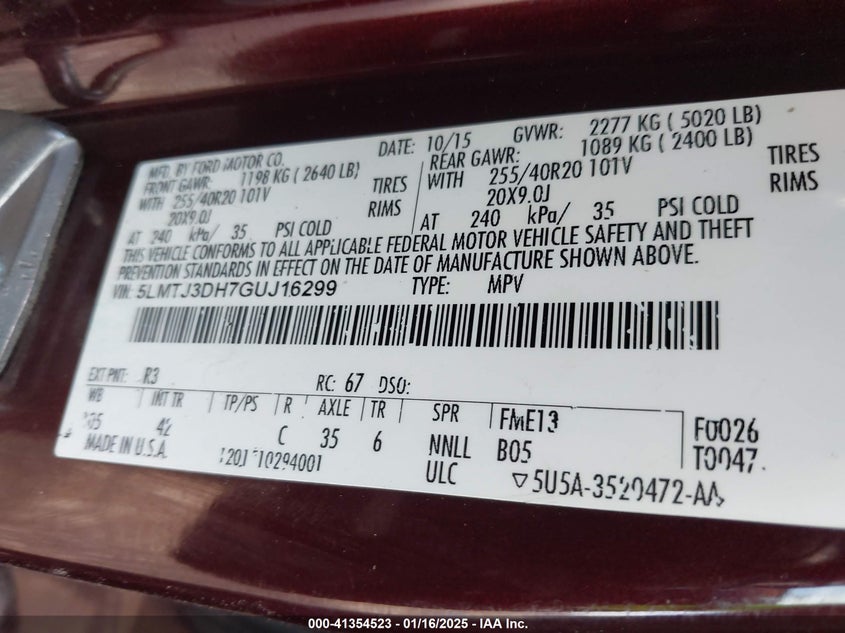 MFD. BY FORD MOTOR CO. DATE: 10/15 GVWR: 2277 KG ( 5020 LB)
FRONT GAWR: 1198 KG ( 2640 LB) REAR GAWR: 1089 KG ( 2400 LB)
WITH 255/40R20 101V TIRES WITH 255/40R20 101V TIRES
20X9.0J RIMS 20X9.0J RIMS
AT 240 kPa/ 35 PSI COLD AT 240 kPa/ 35 PSI COLD
THIS VEHICLE CONFORMS TO ALL APPLICABLE FEDERAL MOTOR VEHICLE SAFETY AND THEFT
PREVENTION STANDARDS IN EFFECT ON THE DATE OF MANUFACTURE SHOWN ABOVE.
VIN: 5LMTJ3DH7GUJ16299 TYPE: MPV
EXT PNT: R3 RC: 67 DSO:
WB INT TR TP/PS R AXLE TR SPR FME13 F0026
42 C 35 6 NNLL B05 T0047
MADE IN U.S.A. ULC ▽5U5A-3520472-AA
000-41354523 - 01/16/2025 - IAA Inc.